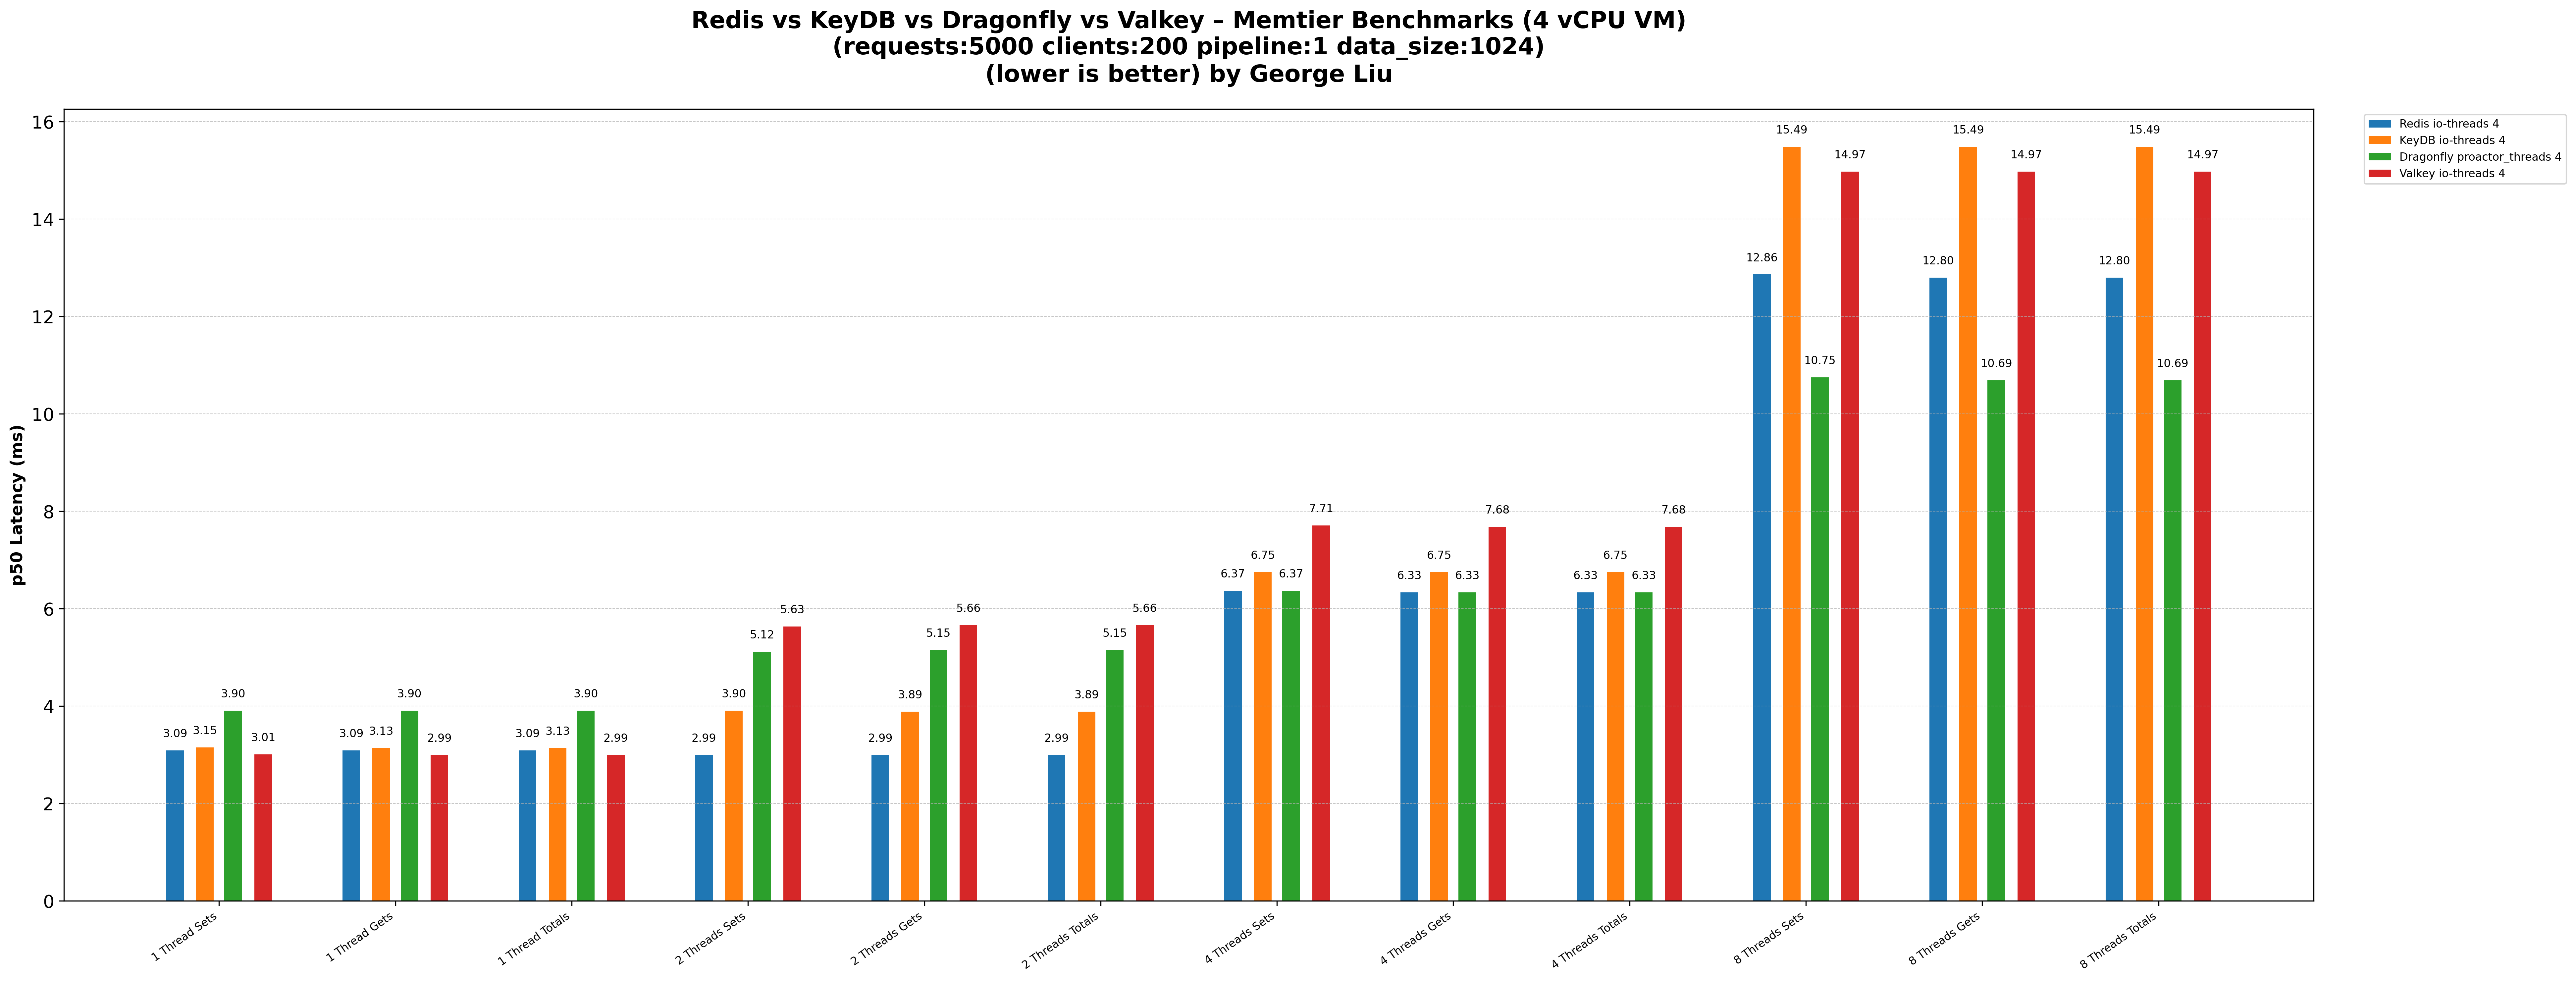 Redis vs KeyDB vs Dragonfly vs Valkey – Memtier Benchmarks (4 vCPU VM)
(requests:5000 clients:200 pipeline:1 data_size:1024)
(lower is better) by George Liu
Redis io-threads 4
KeyDB io-threads 4
Dragonfly proactor_threads 4
Valkey io-threads 4
p50 Latency (ms)
16
14
12
10
8
6
4
2
0
3.09 3.15 3.90 3.01
3.09 3.13 3.90 2.99
3.09 3.13 3.90 2.99
2.99 3.90 5.12 5.63
2.99 3.89 5.15 5.66
2.99 3.89 5.15 5.66
6.37 6.75 6.37 7.71
6.33 6.75 6.33 7.68
6.33 6.75 6.33 7.68
12.86 15.49 10.75 14.97
12.80 15.49 10.69 14.97
12.80 15.49 10.69 14.97
1 Thread Sets
1 Thread Gets
1 Thread Totals
2 Threads Sets
2 Threads Gets
2 Threads Totals
4 Threads Sets
4 Threads Gets
4 Threads Totals
8 Threads Sets
8 Threads Gets
8 Threads Totals